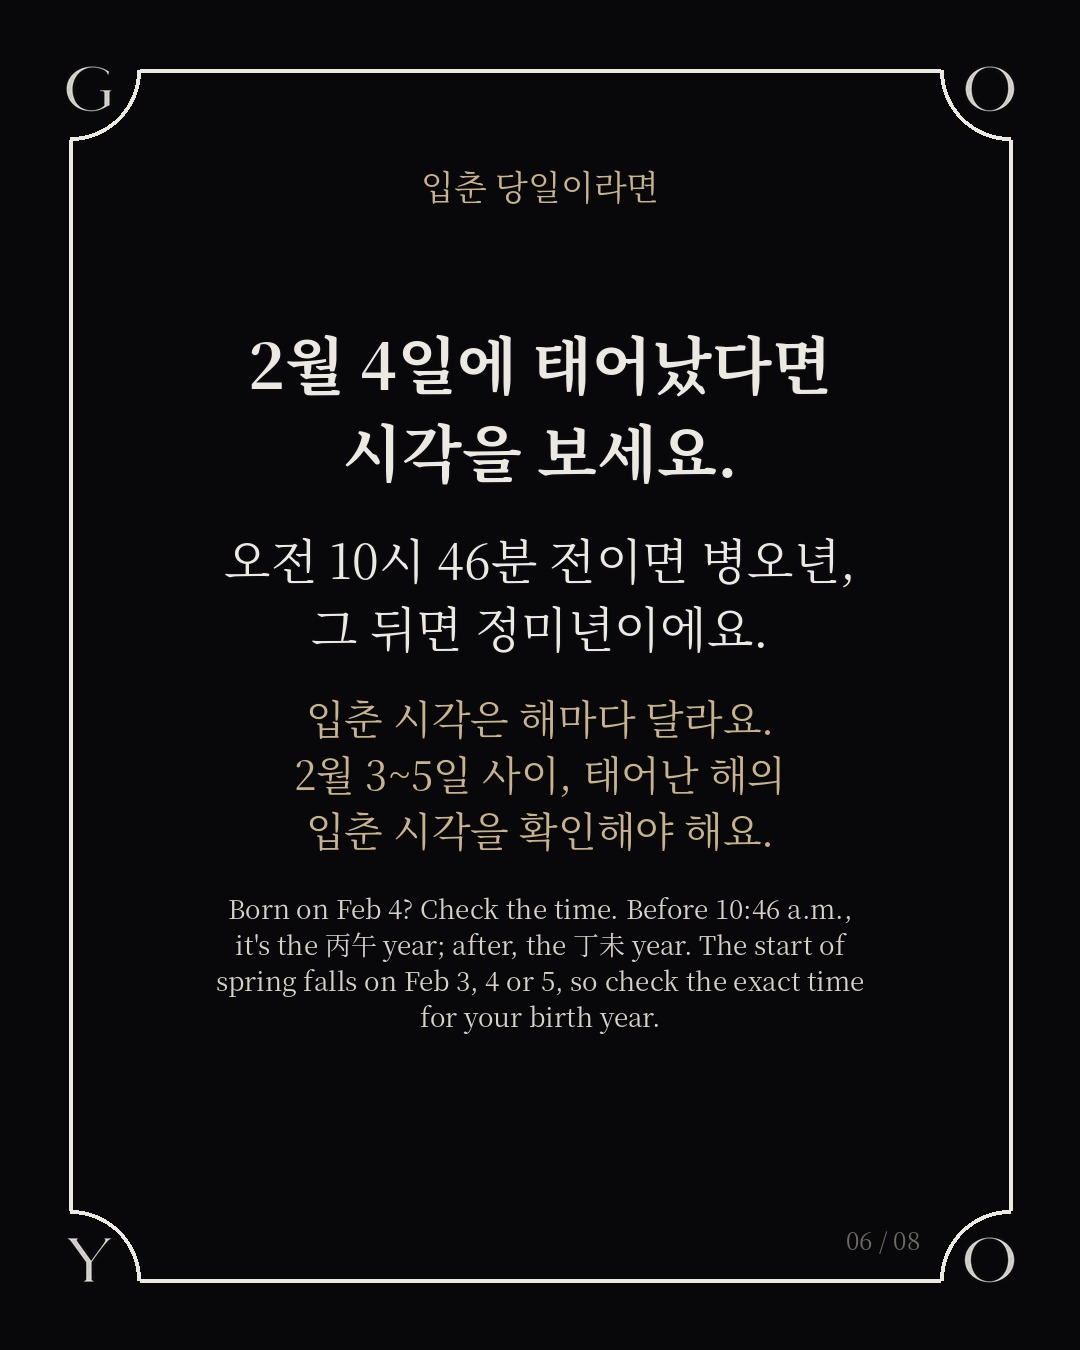 G O
입춘 당일이라면
2월 4일에 태어났다면
시각을 보세요.
오전 10시 46분 전이면 병오년,
그 뒤면 정미년이에요.
입춘 시각은 해마다 달라요.
2월 3~5일 사이, 태어난 해의
입춘 시각을 확인해야 해요.
Born on Feb 4? Check the time. Before 10:46 a.m.,
it's the 丙午 year; after, the 丁未 year. The start of
spring falls on Feb 3, 4 or 5, so check the exact time
for your birth year.
06 / 08
Y O